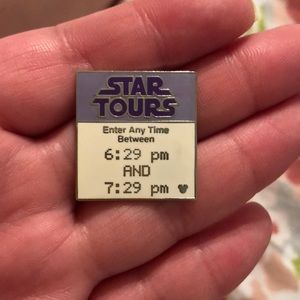 STAR
TOURS
Enter Any Time
Between
6:29 pm
AND
7:29 pm